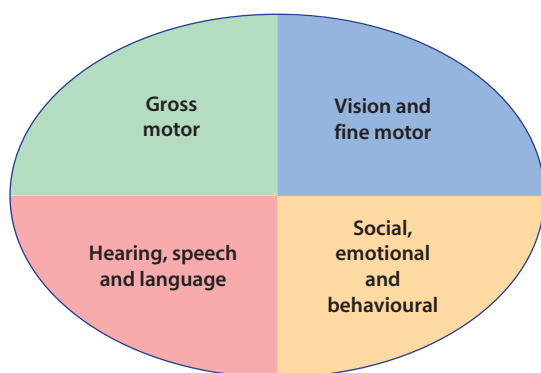 Gross
motor
Vision and
fine motor
Hearing, speech
and language
Social,
emotional
and
behavioural